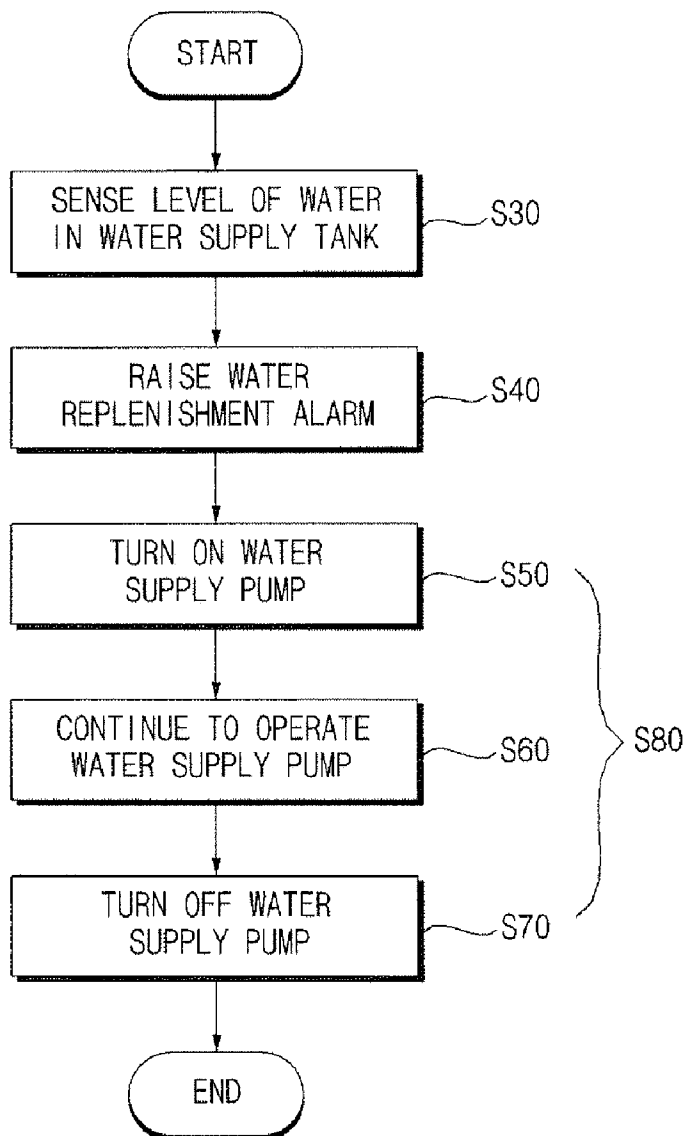 START
SENSE LEVEL OF WATER
IN WATER SUPPLY TANK
S30
RAISE WATER
REPLENISHMENT ALARM
S40
TURN ON WATER
SUPPLY PUMP
S50
CONTINUE TO OPERATE
WATER SUPPLY PUMP
S60
S80
TURN OFF WATER
SUPPLY PUMP
S70
END